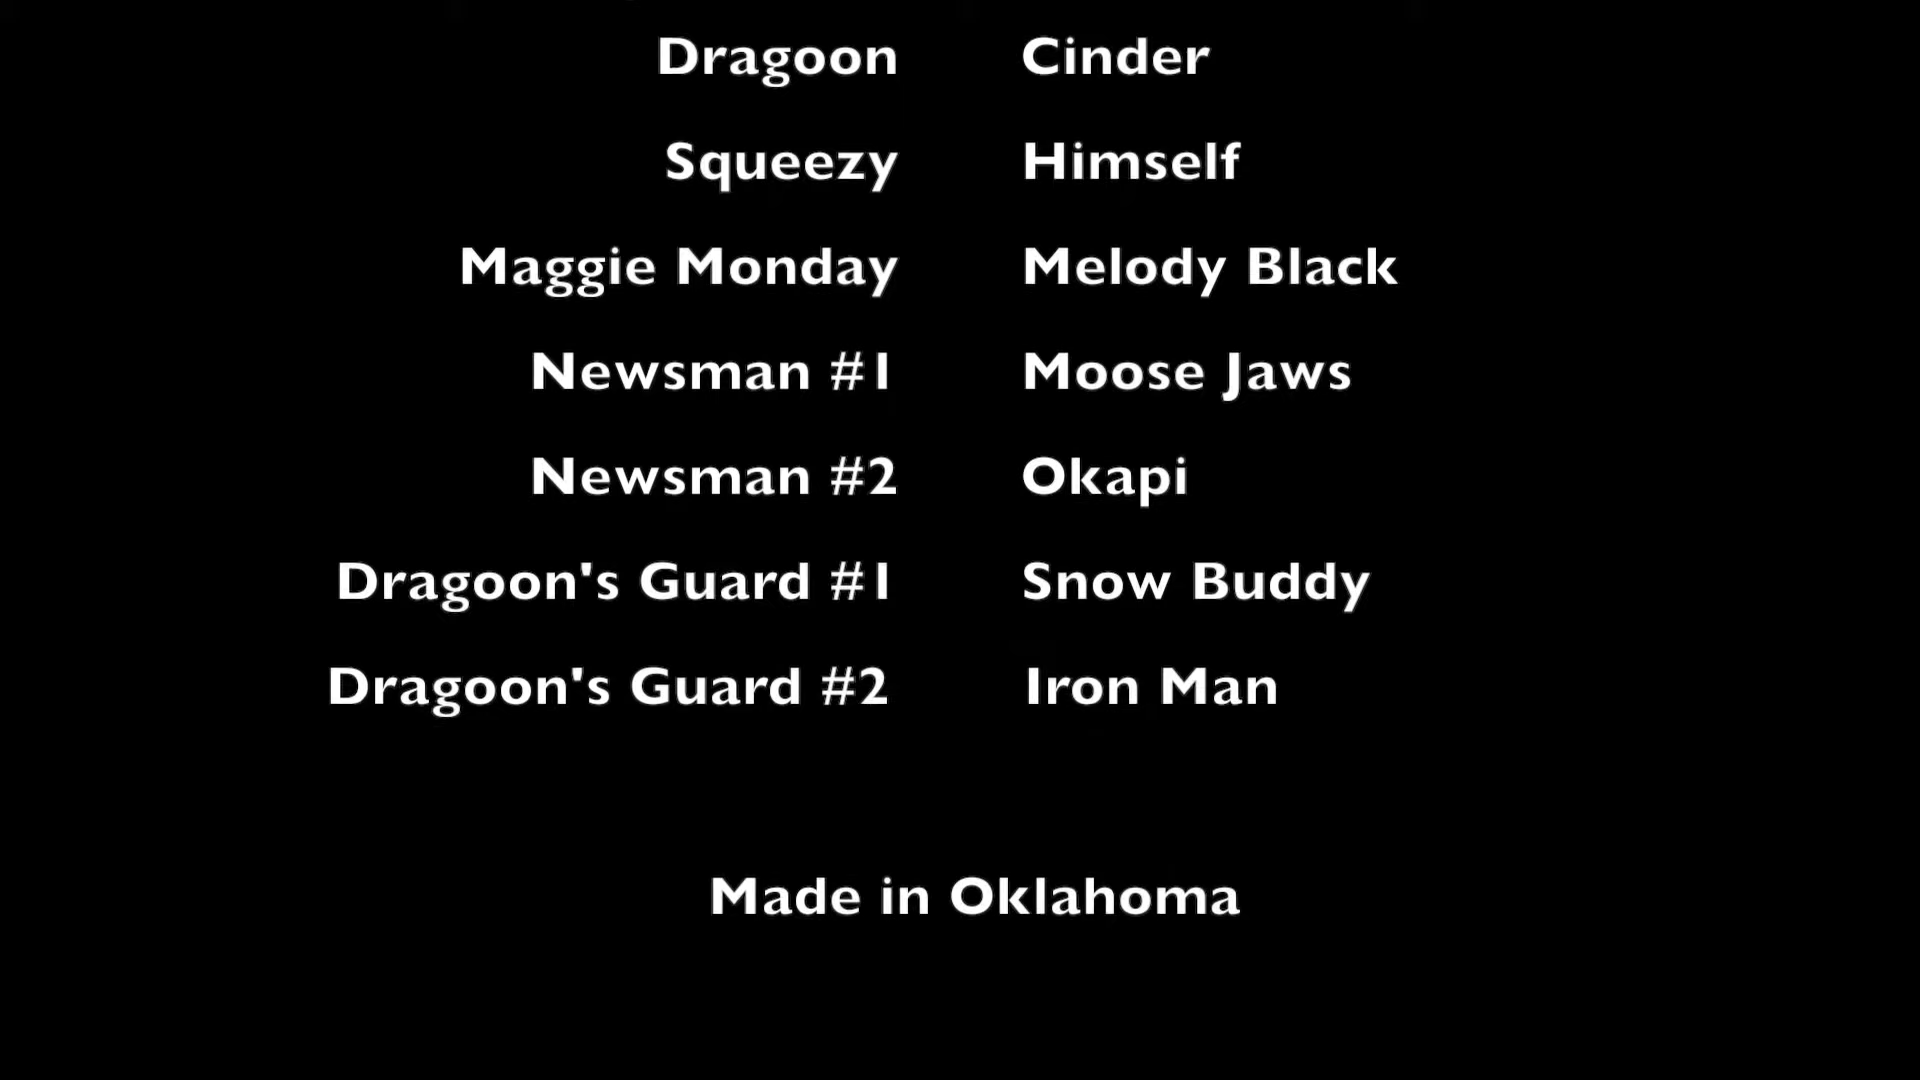 Dragoon Cinder
Squeezy Himself
Maggie Monday Melody Black
Newsman #1 Moose Jaws
Newsman #2 Okapi
Dragoon's Guard #1 Snow Buddy
Dragoon's Guard #2 Iron Man
Made in Oklahoma